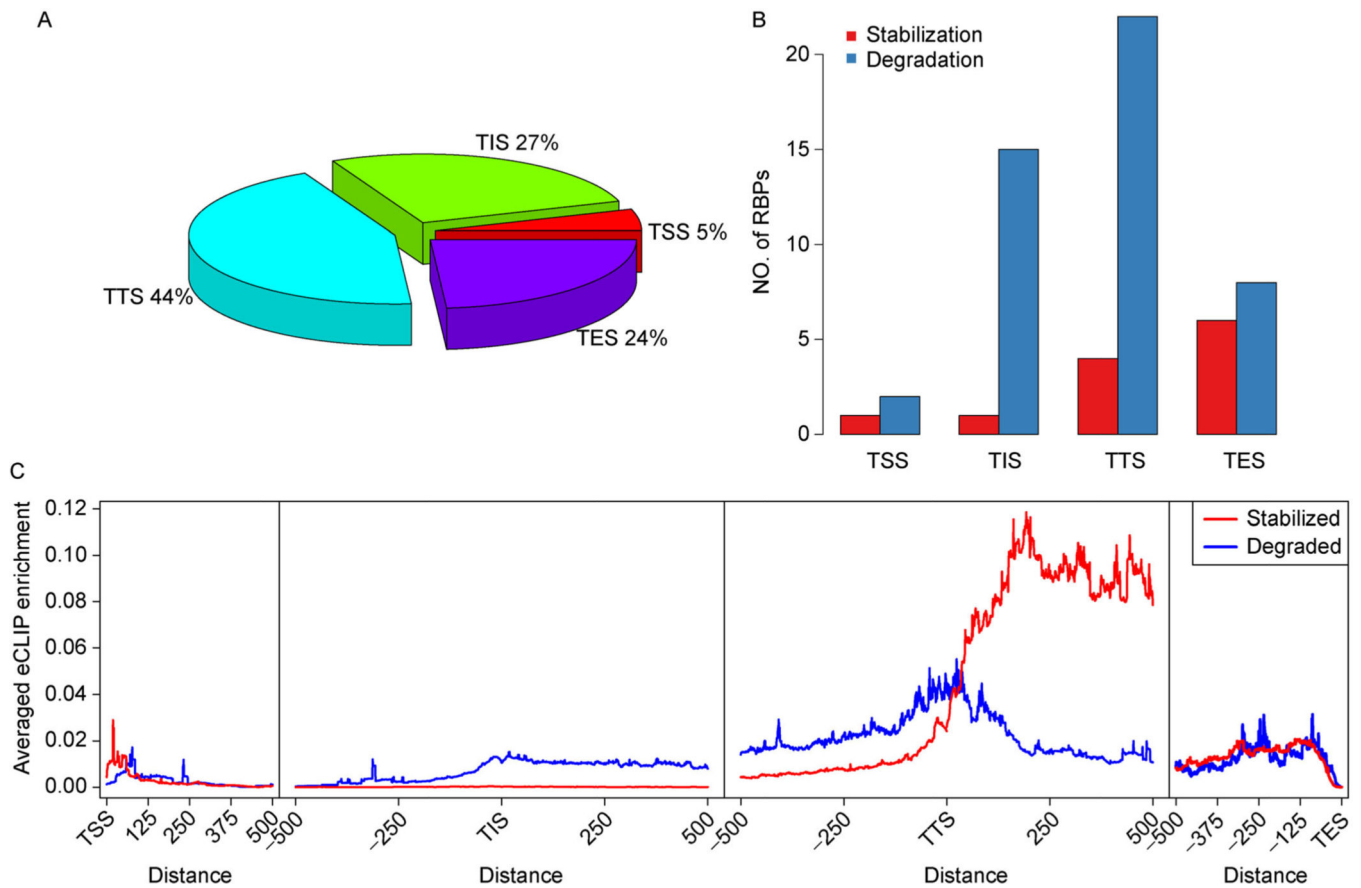 A
TIS 27%
TSS 5%
TTS 44%
TES 24%
B
Stabilization
Degradation
NO. of RBPs
20
15
10
5
0
TSS
TIS
TTS
TES
C
Averaged eCLIP enrichment
0.12
0.10
0.08
0.06
0.04
0.02
0.00
Stabilized
Degraded
TSS
125
250
375
500
−500
−250
TIS
250
500
−500
−250
TTS
250
500
−500
−375
−250
−125
TES
Distance
Distance
Distance
Distance